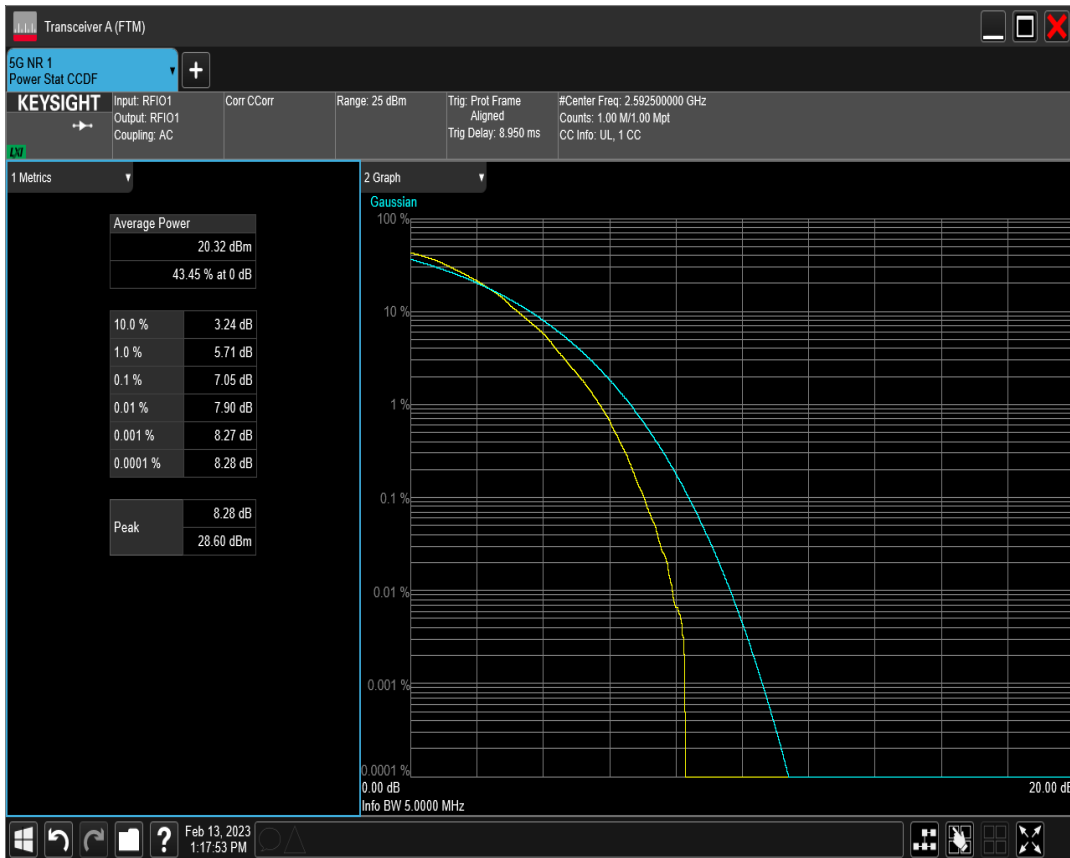 Transceiver A (FTM)
5G NR 1
Power Stat CCDF
+
KEYSIGHT
LXI
Input: RFIO1
Output: RFIO1
Coupling: AC
Corr CCorr
Range: 25 dBm
Trig: Prot Frame
Aligned
Trig Delay: 8.950 ms
#Center Freq: 2.592500000 GHz
Counts: 1.00 M/1.00 Mpt
CC Info: UL, 1 CC
1 Metrics
Average Power
20.32 dBm
43.45 % at 0 dB
10.0 % 3.24 dB
1.0 % 5.71 dB
0.1 % 7.05 dB
0.01 % 7.90 dB
0.001 % 8.27 dB
0.0001 % 8.28 dB
Peak 8.28 dB
28.60 dBm
2 Graph
Gaussian
100 %
10 %
1 %
0.1 %
0.01 %
0.001 %
0.0001 %
0.00 dB 20.00 dB
Info BW 5.0000 MHz
?
Feb 13, 2023
1:17:53 PM